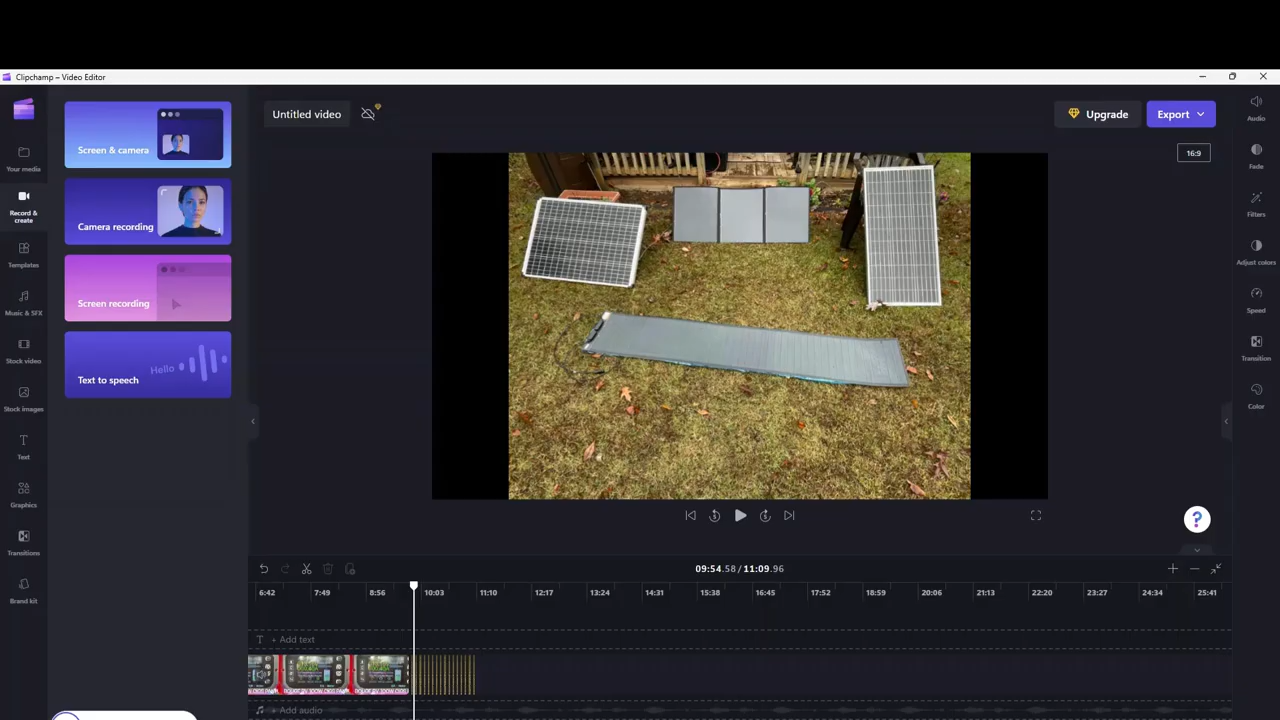 Clipchamp – Video Editor
Your media
Record & create
Templates
Music & SFX
Stock video
Stock images
Text
Graphics
Transitions
Brand kit
Screen & camera
Camera recording
Screen recording
Text to speech
Hello
Untitled video
Upgrade
Export
16:9
Audio
Fade
Filters
Adjust colors
Speed
Transition
Color
5
5
?
09:54.58 / 11:09.96
6:42 7:49 8:56 10:03 11:10 12:17 13:24 14:31 15:38 16:45 17:52 18:59 20:06 21:13 22:20 23:27 24:34 25:41
T + Add text
+ Add audio